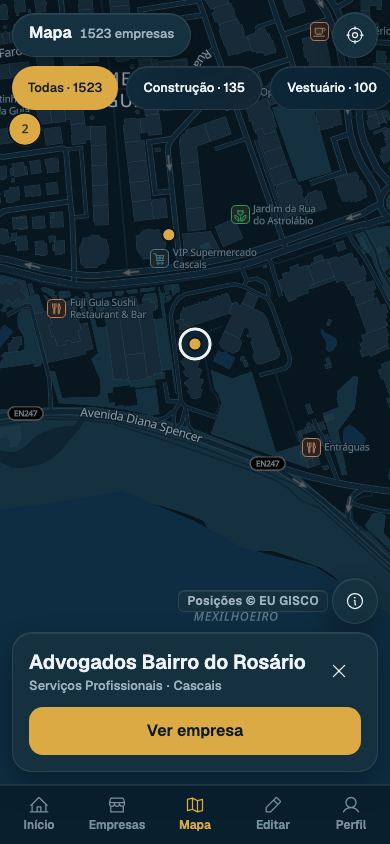 Mapa 1523 empresas
Todas · 1523
Construção · 135
Vestuário · 100
2
Jardim da Rua
do Astrolábio
VIP Supermercado
Cascais
Fuji Gula Sushi
Restaurant & Bar
EN247
Avenida Diana Spencer
EN247
Entráguas
Posições © EU GISCO
MEXILHOEIRO
Advogados Bairro do Rosário
Serviços Profissionais · Cascais
Ver empresa
Início
Empresas
Mapa
Editar
Perfil